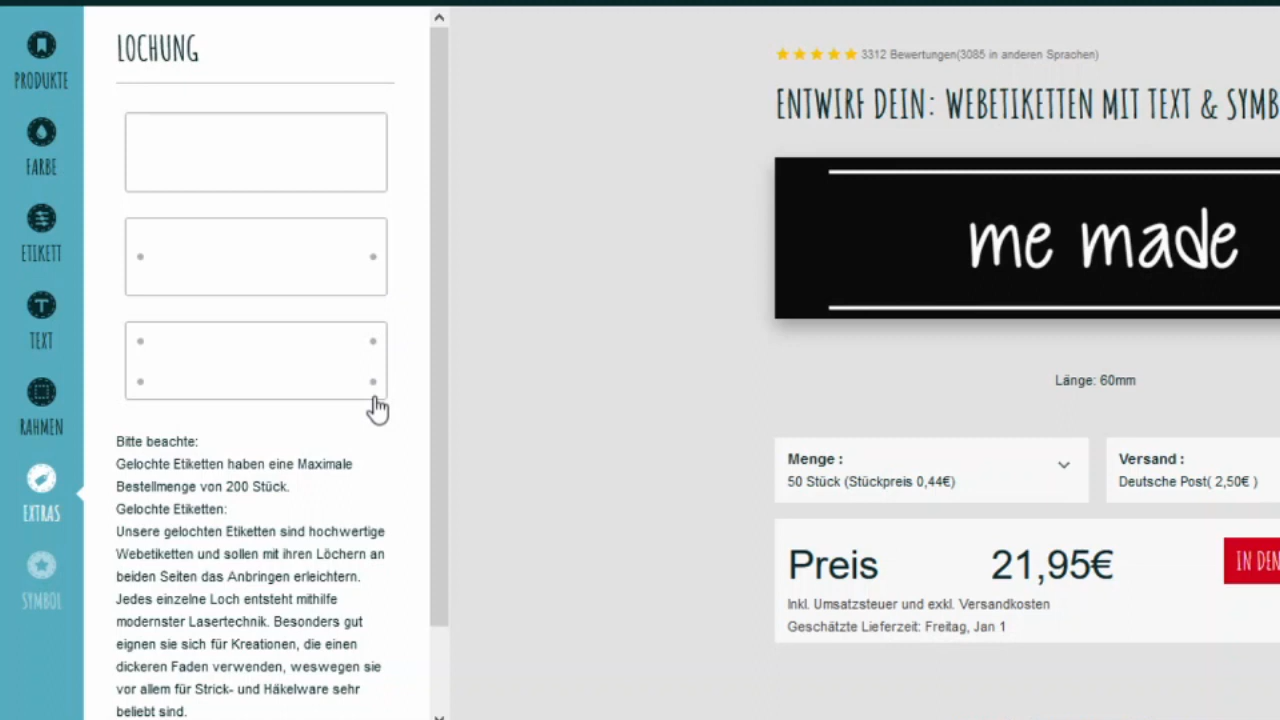 PRODUKTE
FARBE
ETIKETT
TEXT
RAHMEN
EXTRAS
SYMBOL
LOCHUNG
Bitte beachte:
Gelochte Etiketten haben eine Maximale
Bestellmenge von 200 Stück.
Gelochte Etiketten:
Unsere gelochten Etiketten sind hochwertige
Webetiketten und sollen mit ihren Löchern an
beiden Seiten das Anbringen erleichtern.
Jedes einzelne Loch entsteht mithilfe
modernster Lasertechnik. Besonders gut
eignen sie sich für Kreationen, die einen
dickeren Faden verwenden, weswegen sie
vor allem für Strick- und Häkelware sehr
beliebt sind.
3312 Bewertungen(3085 in anderen Sprachen)
ENTWIRF DEIN: WEBETIKETTEN MIT TEXT & SYMB
me made
Länge: 60mm
Menge :
50 Stück (Stückpreis 0,44€)
Versand :
Deutsche Post( 2,50€ )
Preis 21,95€
IN DEN
Inkl. Umsatzsteuer und exkl. Versandkosten
Geschätzte Lieferzeit: Freitag, Jan 1